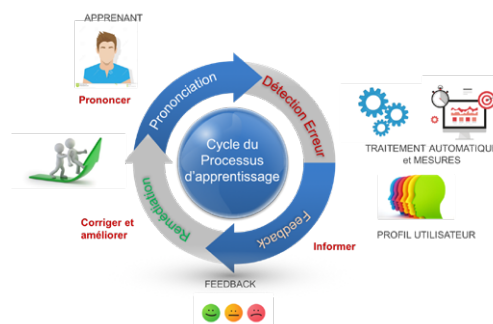 APPRENANT
Prononcer
Prononciation
Détection Erreur
TRAITEMENT AUTOMATIQUE
et MESURES
Cycle du
Processus
d'apprentissage
PROFIL UTILISATEUR
Remédiation
Feedback
Corriger et
améliorer
Informer
FEEDBACK